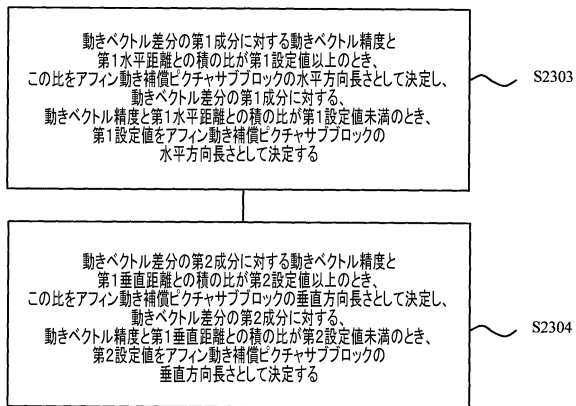 動きベクトル差分の第1成分に対する動きベクトル精度と
第1水平距離との積の比が第1設定値以上のとき、
この比をアフィン動き補償ピクチャサブブロックの水平方向長さとして決定し、
動きベクトル差分の第1成分に対する、
動きベクトル精度と第1水平距離との積の比が第1設定値未満のとき、
第1設定値をアフィン動き補償ピクチャサブブロックの
水平方向長さとして決定する
S2303
動きベクトル差分の第2成分に対する動きベクトル精度と
第1垂直距離との積の比が第2設定値以上のとき、
この比をアフィン動き補償ピクチャサブブロックの垂直方向長さとして決定し、
動きベクトル差分の第2成分に対する、
動きベクトル精度と第1垂直距離との積の比が第2設定値未満のとき、
第2設定値をアフィン動き補償ピクチャサブブロックの
垂直方向長さとして決定する
S2304